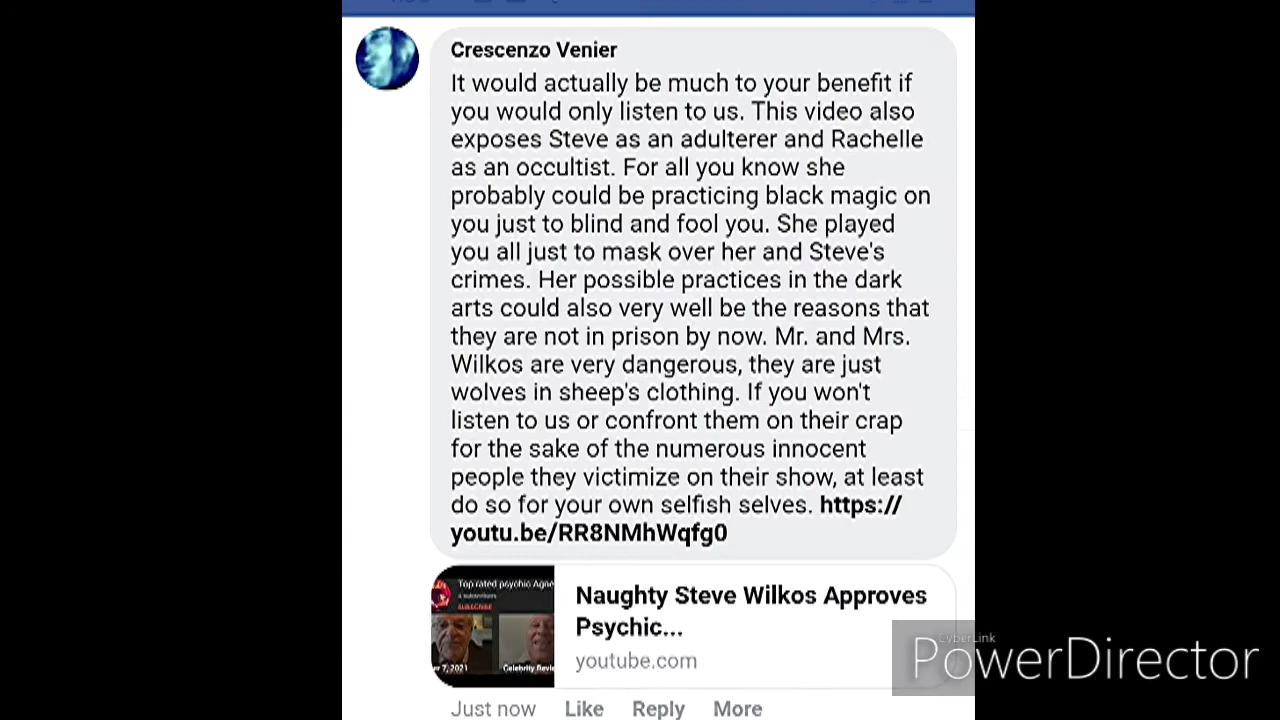 Crescenzo Venier
It would actually be much to your benefit if
you would only listen to us. This video also
exposes Steve as an adulterer and Rachelle
as an occultist. For all you know she
probably could be practicing black magic on
you just to blind and fool you. She played
you all just to mask over her and Steve's
crimes. Her possible practices in the dark
arts could also very well be the reasons that
they are not in prison by now. Mr. and Mrs.
Wilkos are very dangerous, they are just
wolves in sheep's clothing. If you won't
listen to us or confront them on their crap
for the sake of the numerous innocent
people they victimize on their show, at least
do so for your own selfish selves. https://
youtu.be/RR8NMhWqfg0
Top rated psychic Agne
SUBSCRIBE
r 7, 2021
Celebrity Revie
Naughty Steve Wilkos Approves
Psychic...
youtube.com
CyberLink
PowerDirector
Just now Like Reply More